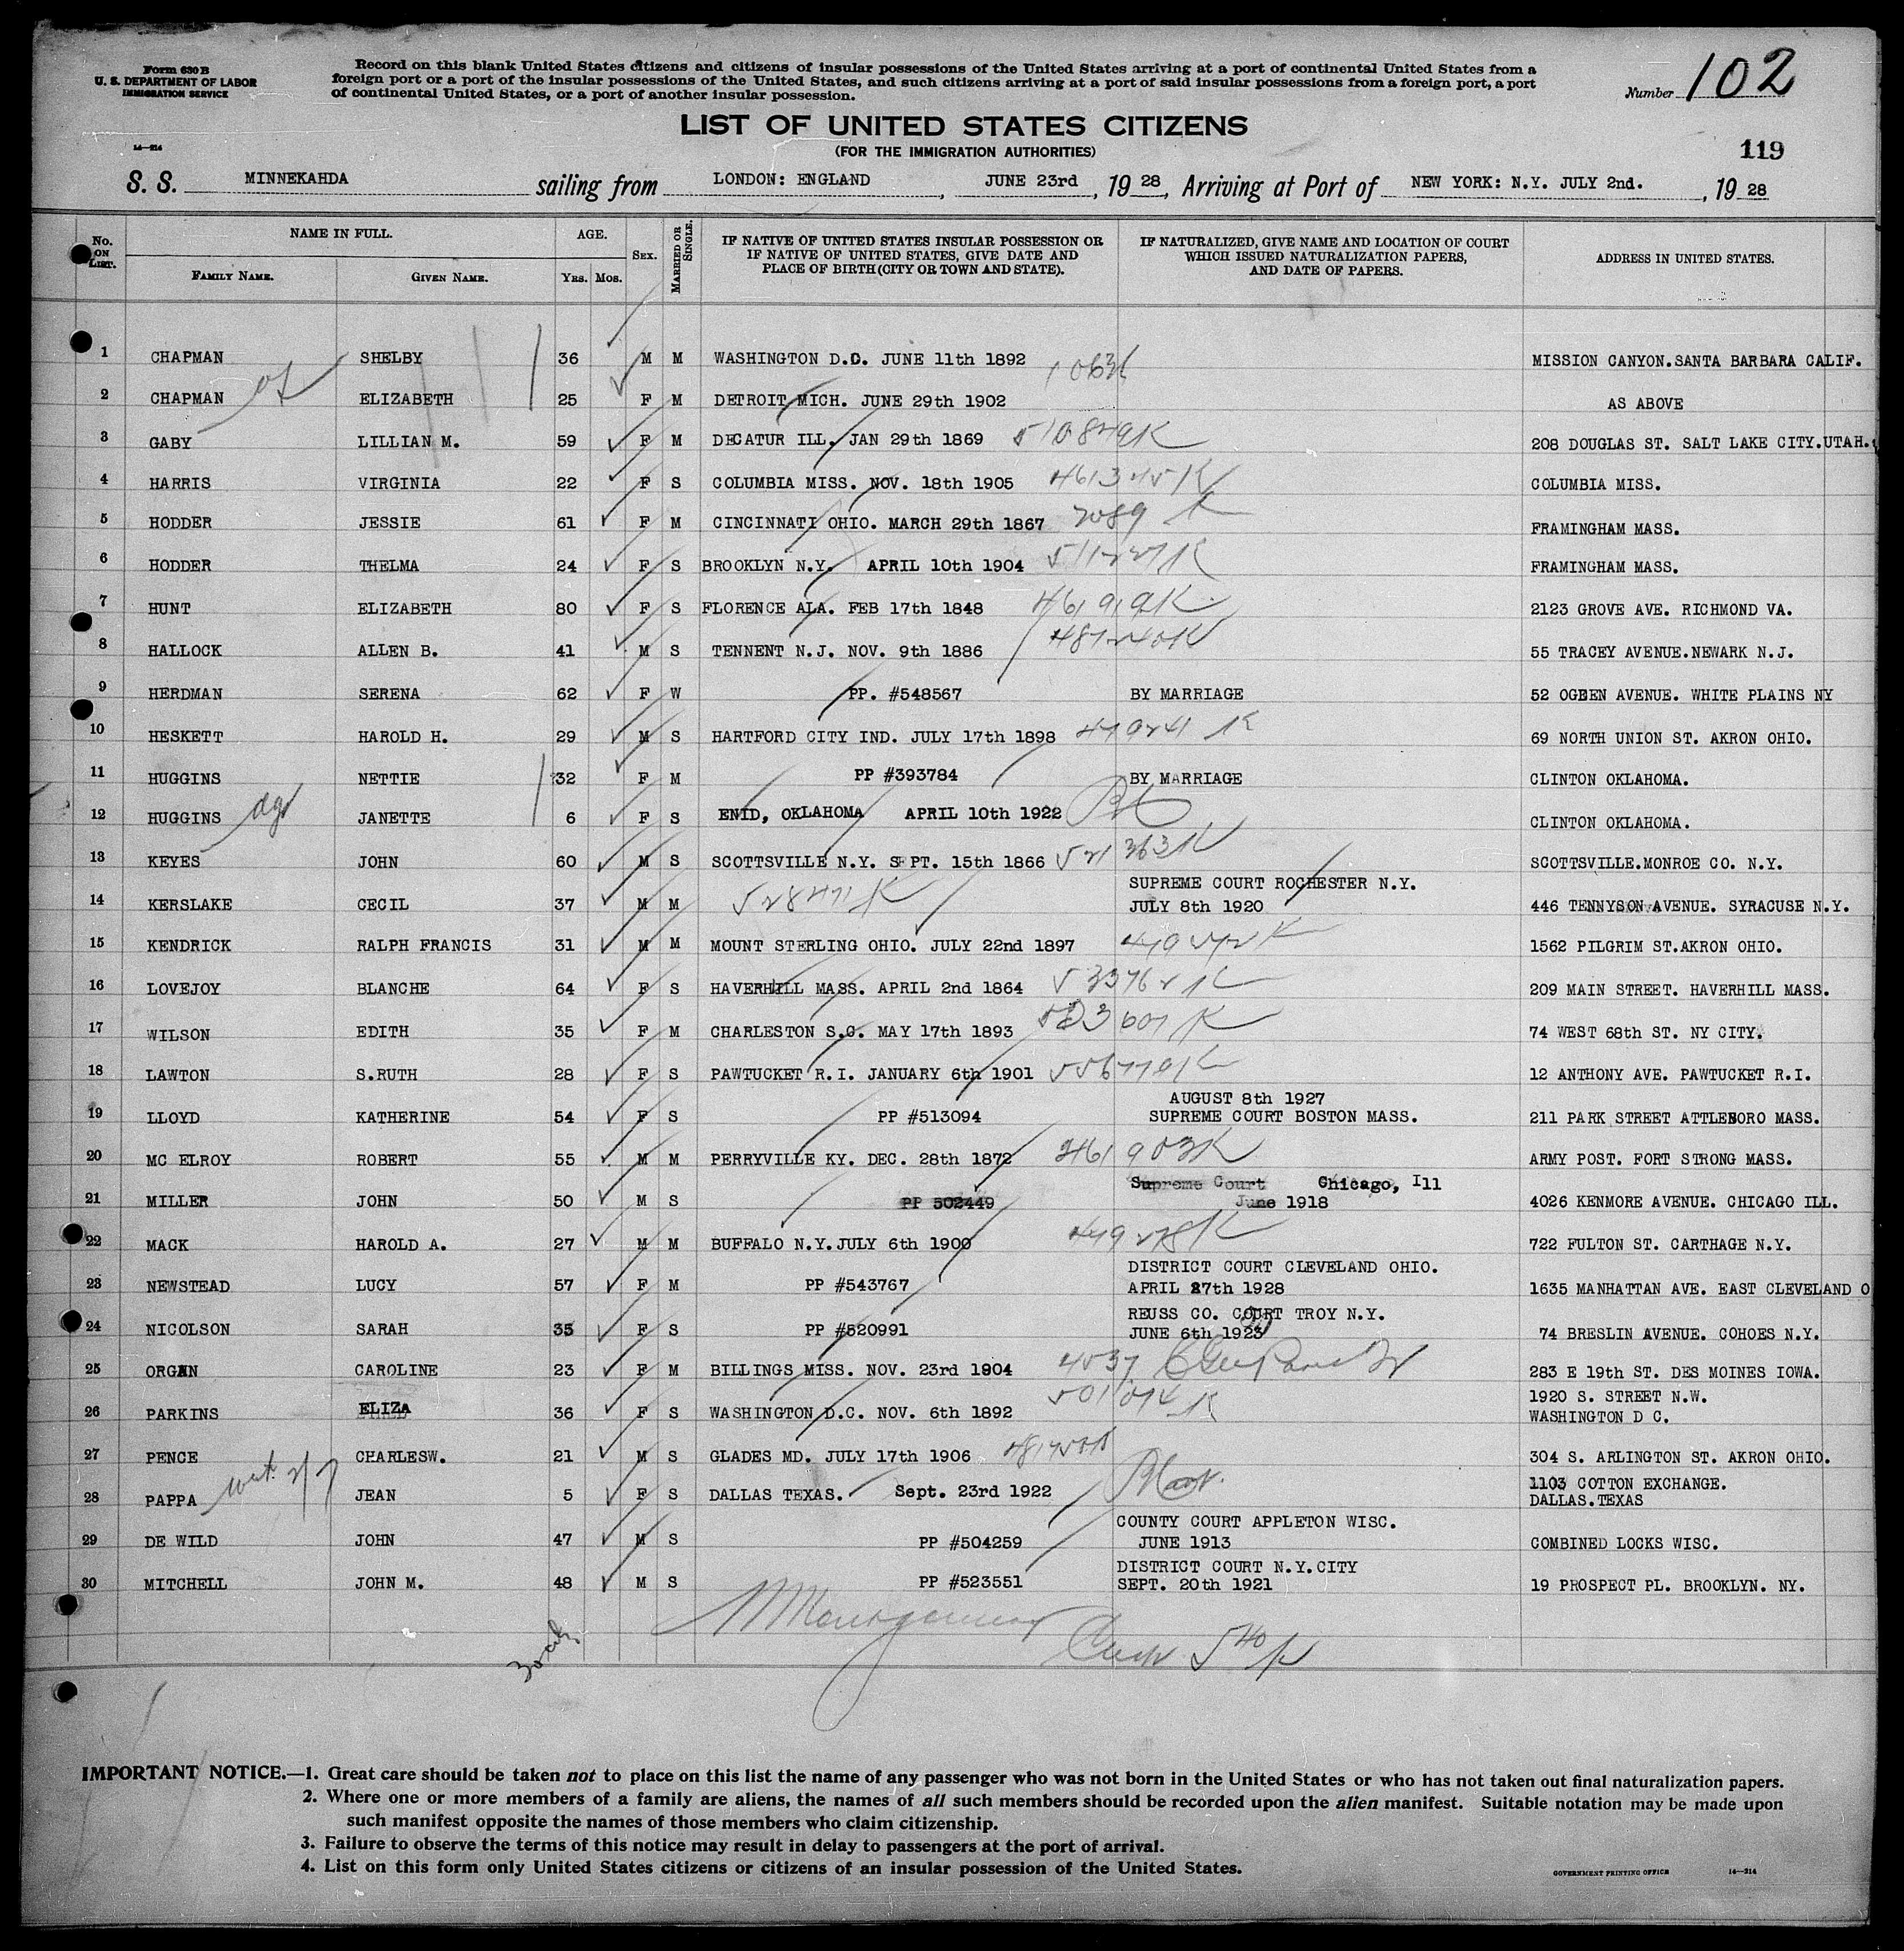 Form 630 B
U. S. DEPARTMENT OF LABOR
IMMIGRATION SERVICE
Record on this blank United States citizens and citizens of insular possessions of the United States arriving at a port of continental United States from a
foreign port or a port of the insular possessions of the United States, and such citizens arriving at a port of said insular possessions from a foreign port, a port
of continental United States, or a port of another insular possession.
Number 102
LIST OF UNITED STATES CITIZENS
(FOR THE IMMIGRATION AUTHORITIES)
14—214
119
S. S. MINNEKAHDA sailing from LONDON: ENGLAND, JUNE 23rd, 19 28, Arriving at Port of NEW YORK: N.Y. JULY 2nd., 19 28
No. ON LIST. NAME IN FULL. FAMILY NAME. GIVEN NAME. AGE. YRS. MOS. SEX. MARRIED OR SINGLE. IF NATIVE OF UNITED STATES INSULAR POSSESSION OR IF NATIVE OF UNITED STATES, GIVE DATE AND PLACE OF BIRTH (CITY OR TOWN AND STATE). IF NATURALIZED, GIVE NAME AND LOCATION OF COURT WHICH ISSUED NATURALIZATION PAPERS, AND DATE OF PAPERS. ADDRESS IN UNITED STATES.
1 CHAPMAN SHELBY 36 M M WASHINGTON D.C. JUNE 11th 1892 MISSION CANYON.SANTA BARBARA CALIF.
2 CHAPMAN ELIZABETH 25 F M DETROIT MICH. JUNE 29th 1902 AS ABOVE
3 GABY LILLIAN M. 59 F M DECATUR ILL. JAN 29th 1869 510849K 208 DOUGLAS ST. SALT LAKE CITY.UTAH.
4 HARRIS VIRGINIA 22 F S COLUMBIA MISS. NOV. 18th 1905 461345K COLUMBIA MISS.
5 HODDER JESSIE 61 F M CINCINNATI OHIO. MARCH 29th 1867 7089 K FRAMINGHAM MASS.
6 HODDER THELMA 24 F S BROOKLYN N.Y. APRIL 10th 1904 511227K FRAMINGHAM MASS.
7 HUNT ELIZABETH 80 F S FLORENCE ALA. FEB 17th 1848 461919K 2123 GROVE AVE. RICHMOND VA.
8 HALLOCK ALLEN B. 41 M S TENNENT N.J. NOV. 9th 1886 487240K 55 TRACEY AVENUE.NEWARK N.J.
9 HERDMAN SERENA 62 F W PP. #548567 BY MARRIAGE 52 OGDEN AVENUE. WHITE PLAINS NY
10 HESKETT HAROLD H. 29 M S HARTFORD CITY IND. JULY 17th 1898 479241 K 69 NORTH UNION ST. AKRON OHIO.
11 HUGGINS NETTIE 32 F M PP #393784 BY MARRIAGE CLINTON OKLAHOMA.
12 HUGGINS JANETTE 6 F S ENID, OKLAHOMA APRIL 10th 1922 CLINTON OKLAHOMA.
13 KEYES JOHN 60 M S SCOTTSVILLE N.Y. SEPT. 15th 1866 521363K SCOTTSVILLE.MONROE CO. N.Y.
SUPREME COURT ROCHESTER N.Y.
14 KERSLAKE CECIL 37 M M 528471K JULY 8th 1920 446 TENNYSON AVENUE. SYRACUSE N.Y.
15 KENDRICK RALPH FRANCIS 31 M M MOUNT STERLING OHIO. JULY 22nd 1897 1562 PILGRIM ST.AKRON OHIO.
16 LOVEJOY BLANCHE 64 F S HAVERHILL MASS. APRIL 2nd 1864 533762K 209 MAIN STREET. HAVERHILL MASS.
17 WILSON EDITH 35 F M CHARLESTON S.C. MAY 17th 1893 74 WEST 68th ST. NY CITY.
18 LAWTON S.RUTH 28 F S PAWTUCKET R.I. JANUARY 6th 1901 12 ANTHONY AVE. PAWTUCKET R.I.
AUGUST 8th 1927
19 LLOYD KATHERINE 54 F S PP #513094 SUPREME COURT BOSTON MASS. 211 PARK STREET ATTLEBORO MASS.
20 MC ELROY ROBERT 55 M M PERRYVILLE KY. DEC. 28th 1872 461903K ARMY POST. FORT STRONG MASS.
Supreme Court Chicago, Ill
21 MILLER JOHN 50 M S PP 502449 June 1918 4026 KENMORE AVENUE. CHICAGO ILL.
22 MACK HAROLD A. 27 M M BUFFALO N.Y.JULY 6th 1900 449278K 722 FULTON ST. CARTHAGE N.Y.
DISTRICT COURT CLEVELAND OHIO.
23 NEWSTEAD LUCY 57 F M PP #543767 APRIL 27th 1928 1635 MANHATTAN AVE. EAST CLEVELAND O
REUSS CO. COURT TROY N.Y.
24 NICOLSON SARAH 35 F S PP #520991 JUNE 6th 1923 74 BRESLIN AVENUE. COHOES N.Y.
25 ORGAN CAROLINE 23 F M BILLINGS MISS. NOV. 23rd 1904 283 E 19th ST. DES MOINES IOWA.
1920 S. STREET N.W.
26 PARKINS ELIZA 36 F S WASHINGTON D.C. NOV. 6th 1892 501074K WASHINGTON D C.
27 PENCE CHARLESW. 21 M S GLADES MD. JULY 17th 1906 304 S. ARLINGTON ST. AKRON OHIO.
1103 COTTON EXCHANGE.
28 PAPPA JEAN 5 F S DALLAS TEXAS. Sept. 23rd 1922 DALLAS.TEXAS
COUNTY COURT APPLETON WISC.
29 DE WILD JOHN 47 M S PP #504259 JUNE 1913 COMBINED LOCKS WISC.
DISTRICT COURT N.Y.CITY
30 MITCHELL JOHN M. 48 M S PP #523551 SEPT. 20th 1921 19 PROSPECT PL. BROOKLYN. NY.
Montgomery
IMPORTANT NOTICE.—1. Great care should be taken not to place on this list the name of any passenger who was not born in the United States or who has not taken out final naturalization papers.
2. Where one or more members of a family are aliens, the names of all such members should be recorded upon the alien manifest. Suitable notation may be made upon
such manifest opposite the names of those members who claim citizenship.
3. Failure to observe the terms of this notice may result in delay to passengers at the port of arrival.
4. List on this form only United States citizens or citizens of an insular possession of the United States.
GOVERNMENT PRINTING OFFICE 14—214